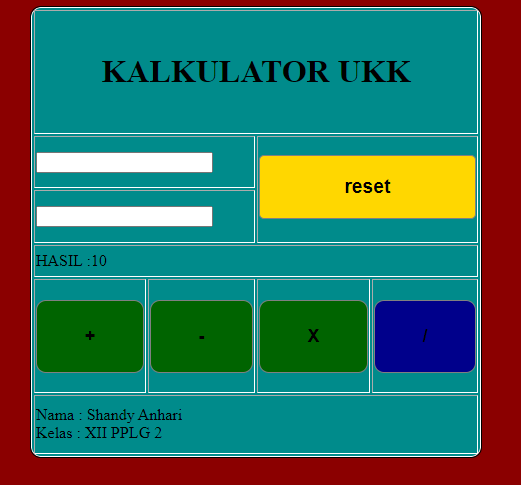 KALKULATOR UKK
reset
HASIL :10
+
-
X
/
Nama : Shandy Anhari
Kelas : XII PPLG 2